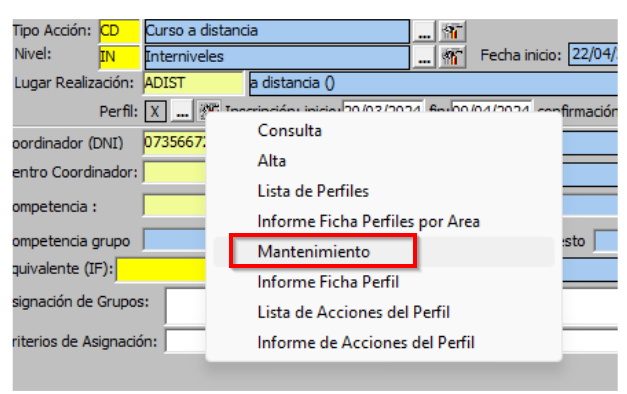 Tipo Acción: CD Curso a distancia ...
Nivel: IN Interniveles ... Fecha inicio: 22/04/
Lugar Realización: ADIST a distancia ()
Perfil: X ... Inscripción: inicio: 20/03/2024 fin: 09/04/2024 confirmación
Consulta
oordinador (DNI) 0735667
Alta
entro Coordinador:
Lista de Perfiles
ompetencia :
Informe Ficha Perfiles por Area
ompetencia grupo
Mantenimiento
esto
quivalente (IF):
Informe Ficha Perfil
signación de Grupos:
Lista de Acciones del Perfil
riterios de Asignación:
Informe de Acciones del Perfil